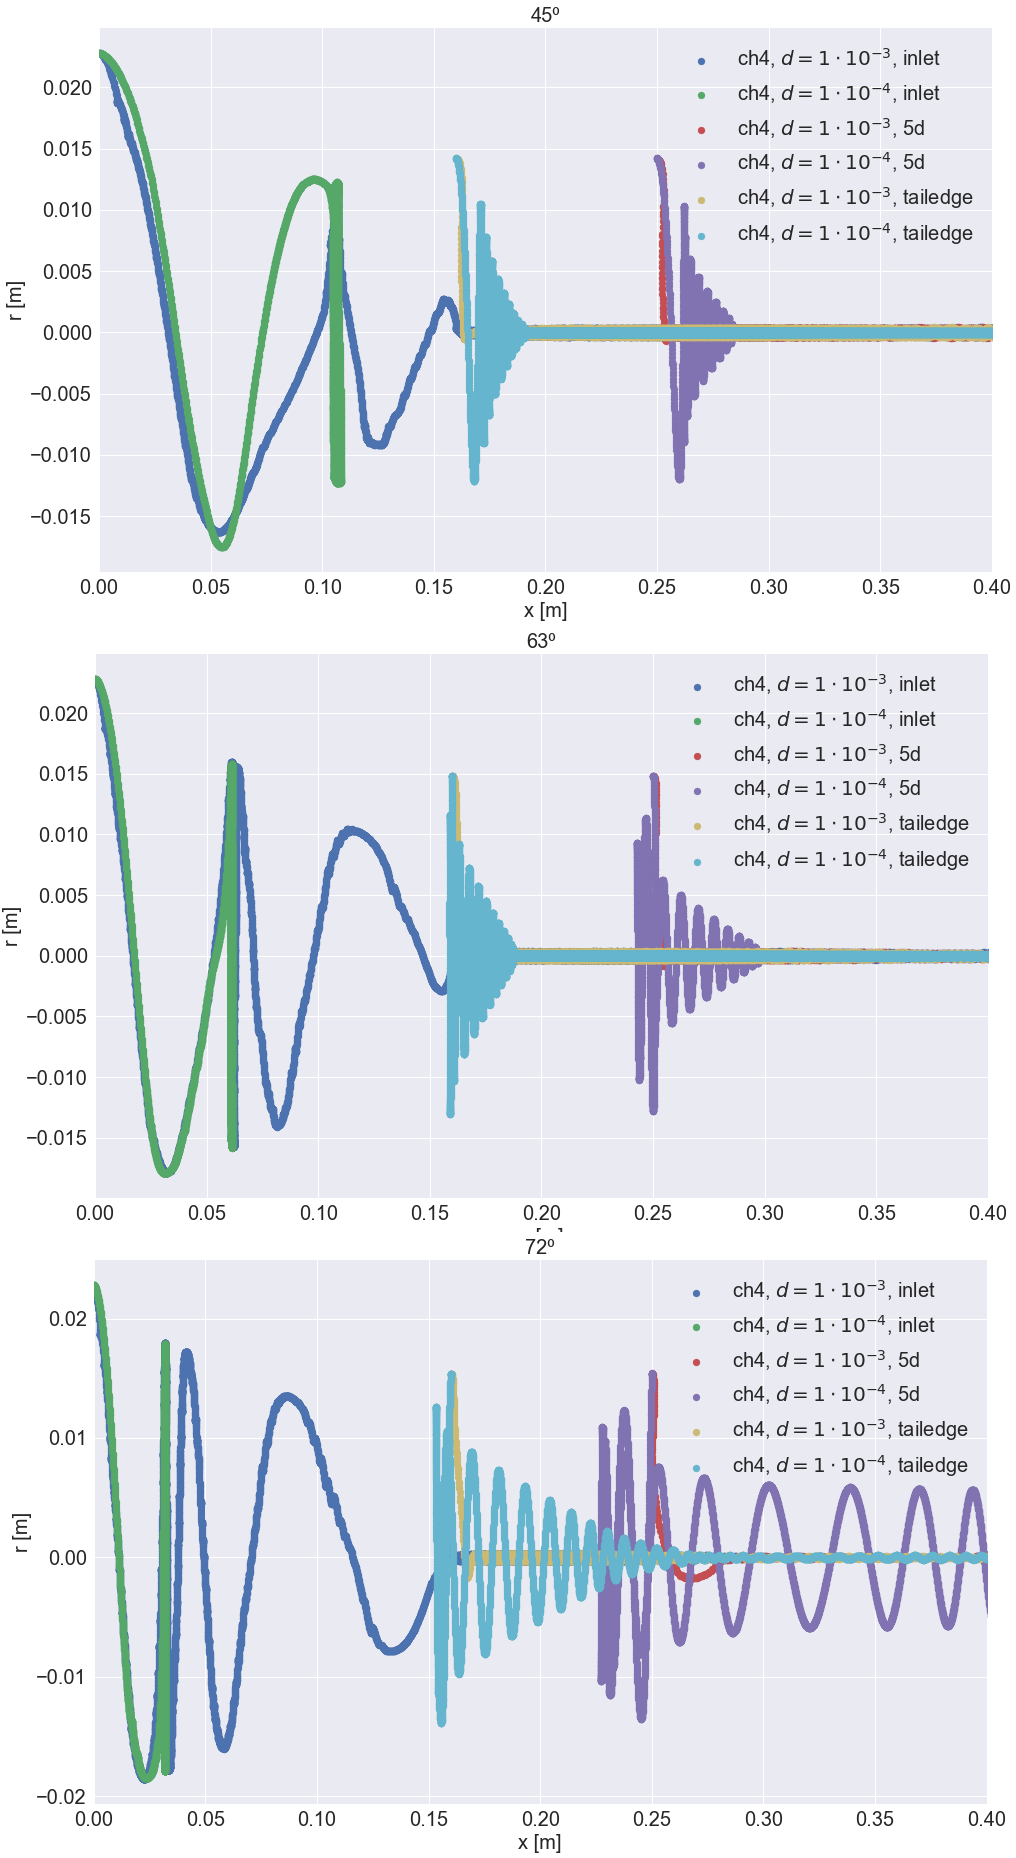 45º
ch4, d = 1 · 10⁻³, inlet
ch4, d = 1 · 10⁻⁴, inlet
ch4, d = 1 · 10⁻³, 5d
ch4, d = 1 · 10⁻⁴, 5d
ch4, d = 1 · 10⁻³, tailedge
ch4, d = 1 · 10⁻⁴, tailedge
r [m]
0.020
0.015
0.010
0.005
0.000
−0.005
−0.010
−0.015
0.00 0.05 0.10 0.15 0.20 0.25 0.30 0.35 0.40
x [m]
63º
ch4, d = 1 · 10⁻³, inlet
ch4, d = 1 · 10⁻⁴, inlet
ch4, d = 1 · 10⁻³, 5d
ch4, d = 1 · 10⁻⁴, 5d
ch4, d = 1 · 10⁻³, tailedge
ch4, d = 1 · 10⁻⁴, tailedge
r [m]
0.020
0.015
0.010
0.005
0.000
−0.005
−0.010
−0.015
0.00 0.05 0.10 0.15 0.20 0.25 0.30 0.35 0.40
72º
ch4, d = 1 · 10⁻³, inlet
ch4, d = 1 · 10⁻⁴, inlet
ch4, d = 1 · 10⁻³, 5d
ch4, d = 1 · 10⁻⁴, 5d
ch4, d = 1 · 10⁻³, tailedge
ch4, d = 1 · 10⁻⁴, tailedge
r [m]
0.02
0.01
0.00
−0.01
−0.02
0.00 0.05 0.10 0.15 0.20 0.25 0.30 0.35 0.40
x [m]